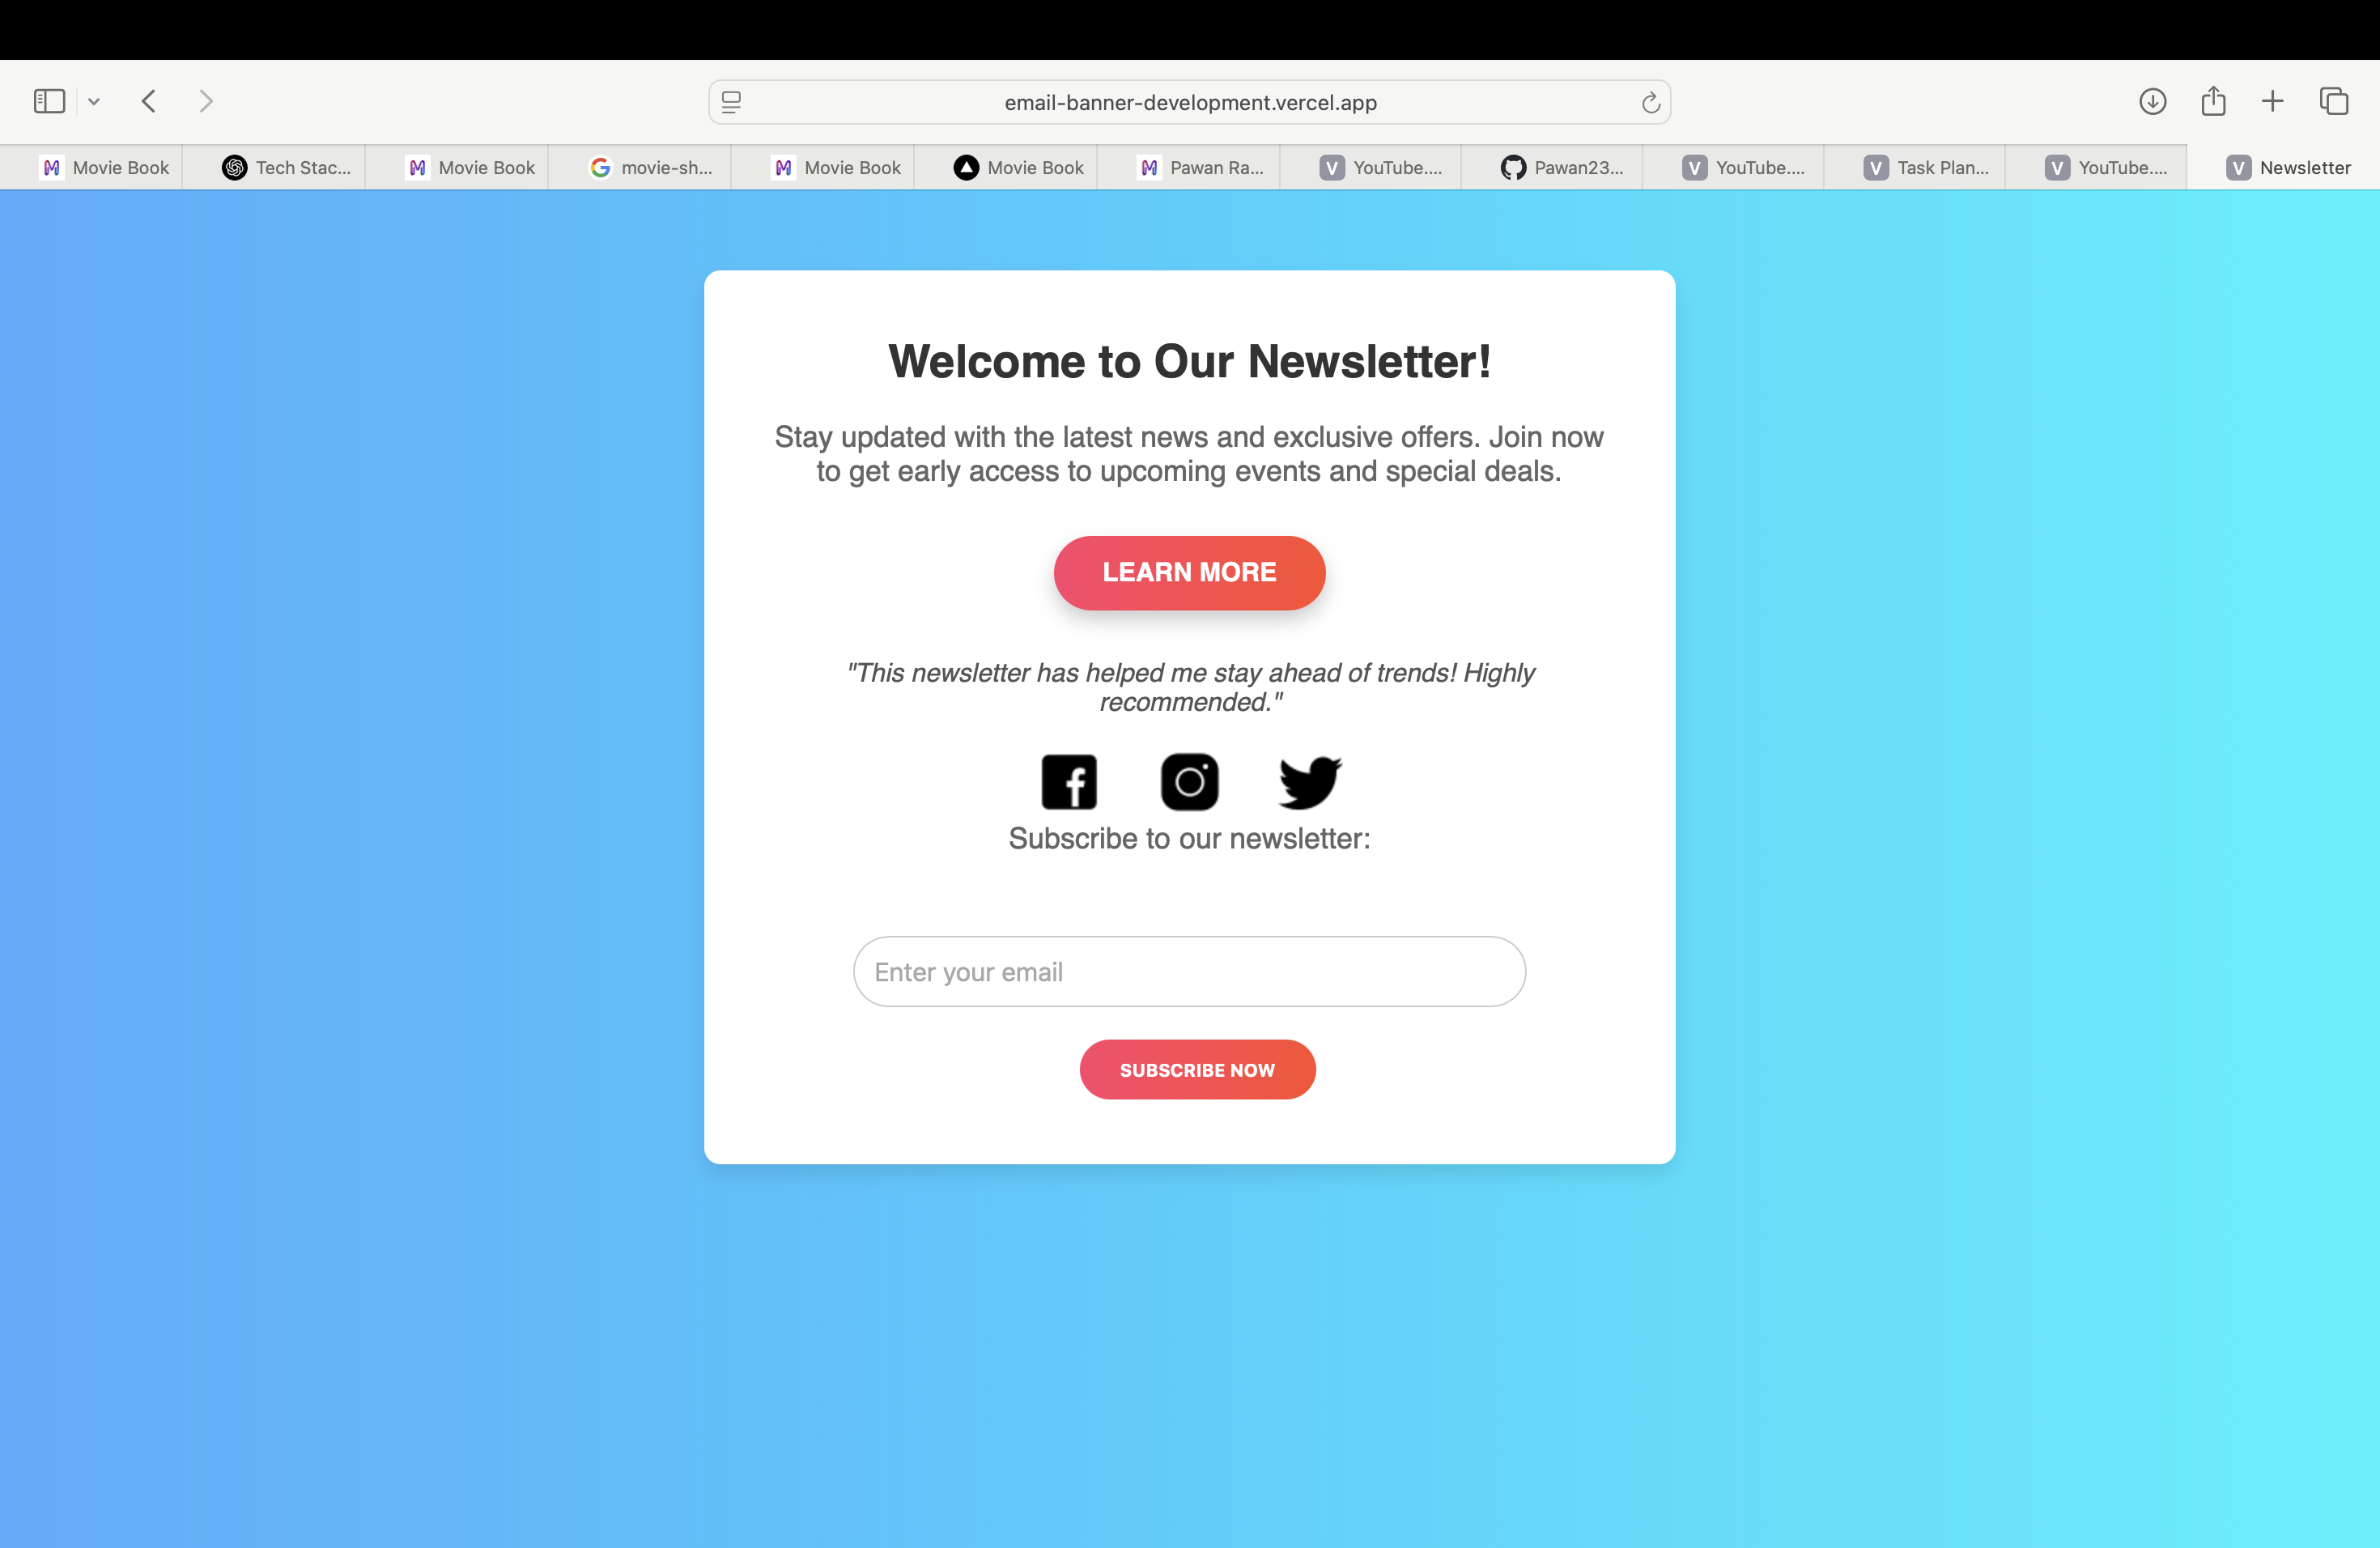 email-banner-development.vercel.app
Movie Book
Tech Stac...
Movie Book
movie-sh...
Movie Book
Movie Book
Pawan Ra...
YouTube....
Pawan23...
YouTube....
Task Plan...
YouTube....
Newsletter
Welcome to Our Newsletter!
Stay updated with the latest news and exclusive offers. Join now
to get early access to upcoming events and special deals.
LEARN MORE
"This newsletter has helped me stay ahead of trends! Highly
recommended."
Subscribe to our newsletter:
Enter your email
SUBSCRIBE NOW